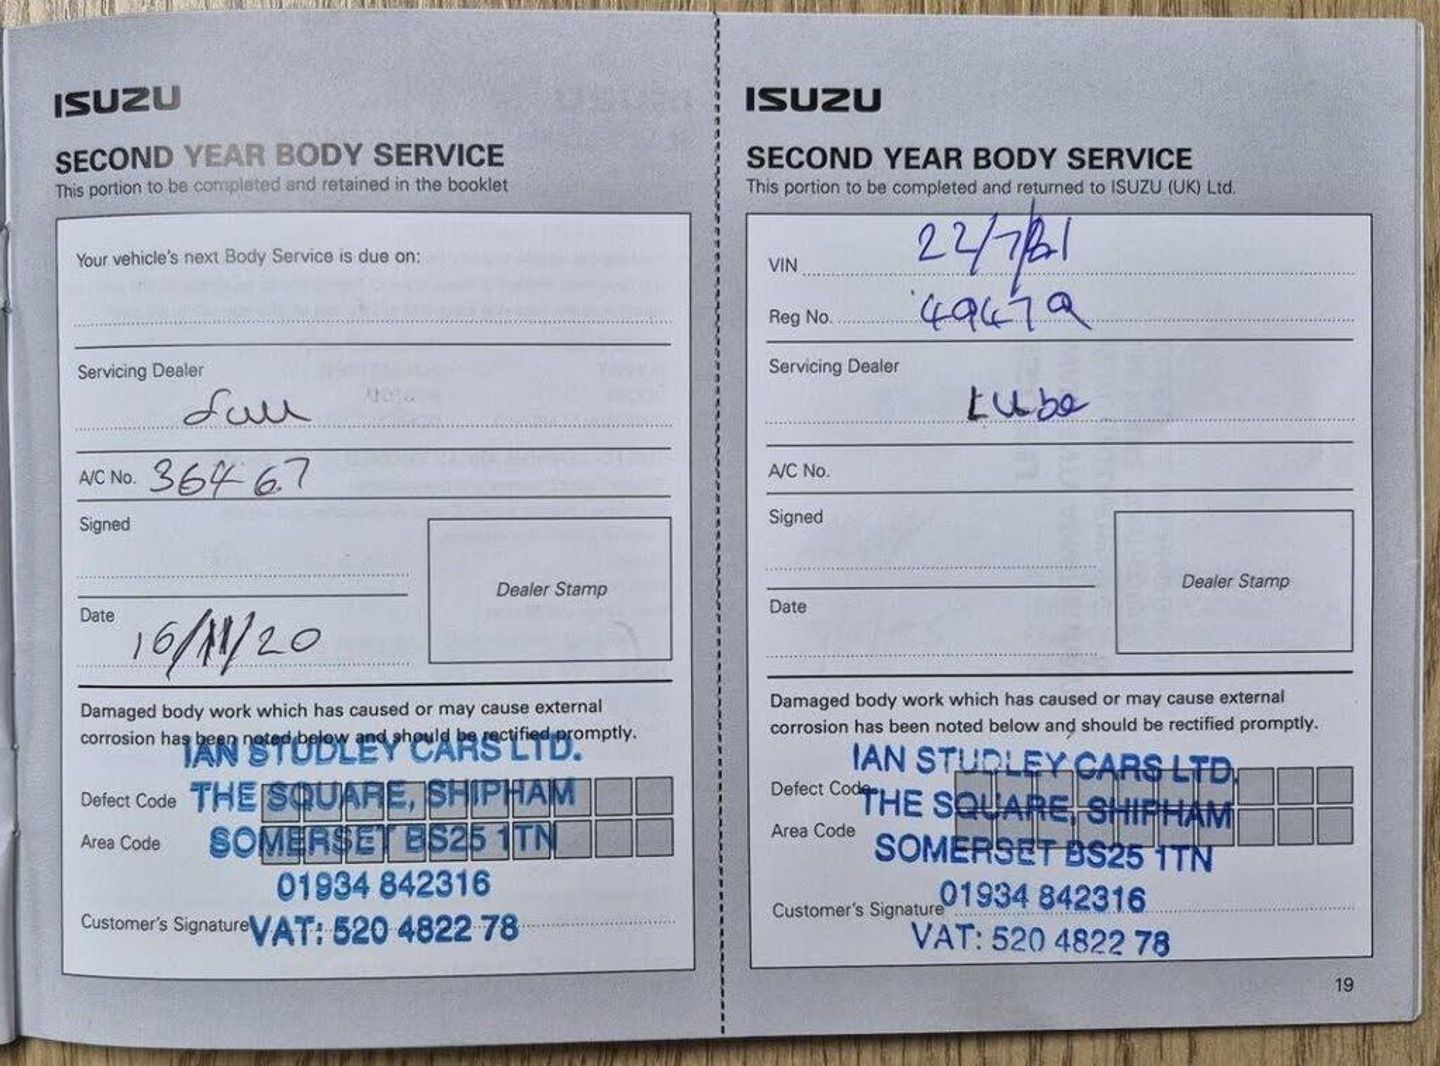 ISUZU
SECOND YEAR BODY SERVICE
This portion to be completed and retained in the booklet
Your vehicle's next Body Service is due on:
Servicing Dealer
Full
A/C No. 36467
Signed
Dealer Stamp
Date
16/11/20
Damaged body work which has caused or may cause external
corrosion has been noted below and should be rectified promptly.
IAN STUDLEY CARS LTD.
Defect Code THE SQUARE, SHIPHAM
Area Code SOMERSET BS25 1TN
01934 842316
Customer's Signature VAT: 520 4822 78
ISUZU
SECOND YEAR BODY SERVICE
This portion to be completed and returned to ISUZU (UK) Ltd.
VIN 22/7/21
Reg No.
Servicing Dealer
Lube
A/C No.
Signed
Dealer Stamp
Date
Damaged body work which has caused or may cause external
corrosion has been noted below and should be rectified promptly.
IAN STUDLEY CARS LTD.
Defect Code THE SQUARE, SHIPHAM
Area Code
SOMERSET BS25 1TN
Customer's Signature 01934 842316
VAT: 520 4822 78
19